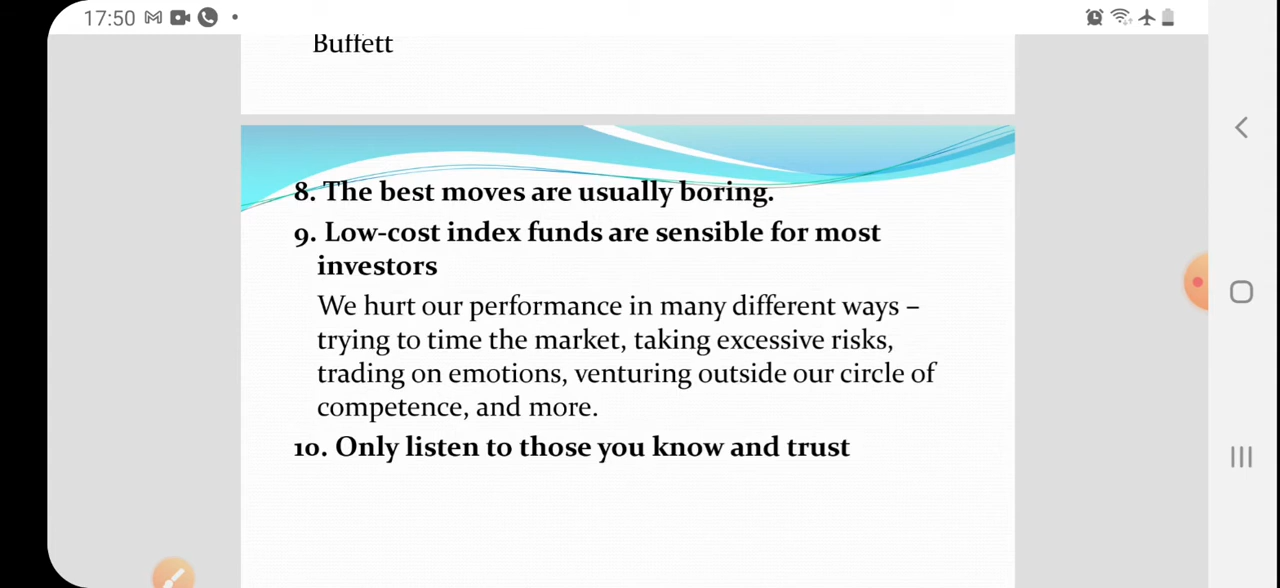 17:50
Buffett
8. The best moves are usually boring.
9. Low-cost index funds are sensible for most
investors
We hurt our performance in many different ways –
trying to time the market, taking excessive risks,
trading on emotions, venturing outside our circle of
competence, and more.
10. Only listen to those you know and trust